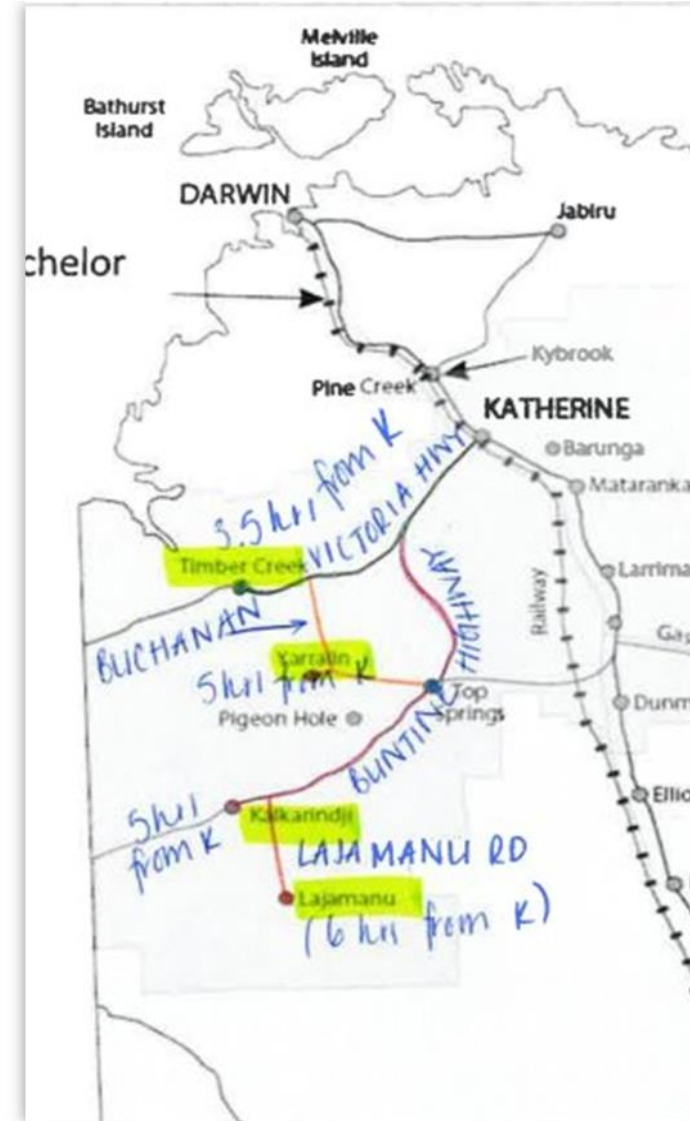 Melville
Island
Bathurst
Island
DARWIN
Jabiru
chelor
Kybrook
Pine Creek
KATHERINE
Barunga
Mataranka
3.5 hrs from K
VICTORIA HWY
Timber Creek
Larrima
Railway
BUCHANAN
HIGHWAY
Yarralin
5hrs from K
Top
Springs
Pigeon Hole
Dunm
BUNTINE
Ellio
5hrs
from K
Kalkarindji
LAJAMANU RD
Lajamanu
(6 hrs from K)